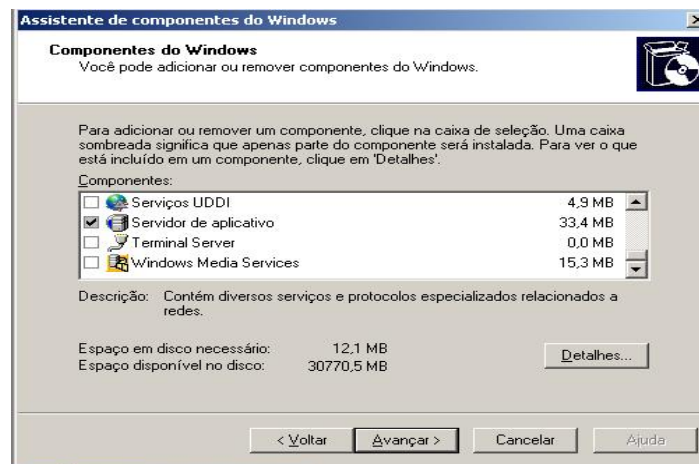 Assistente de componentes do Windows
Componentes do Windows
Você pode adicionar ou remover componentes do Windows.
Para adicionar ou remover um componente, clique na caixa de seleção. Uma caixa
sombreada significa que apenas parte do componente será instalada. Para ver o que
está incluído em um componente, clique em 'Detalhes'.
Componentes:
Serviços UDDI 4,9 MB
Servidor de aplicativo 33,4 MB
Terminal Server 0,0 MB
Windows Media Services 15,3 MB
Descrição: Contém diversos serviços e protocolos especializados relacionados a
redes.
Espaço em disco necessário: 12,1 MB
Espaço disponível no disco: 30770,5 MB
Detalhes...
< Voltar Avançar > Cancelar Ajuda